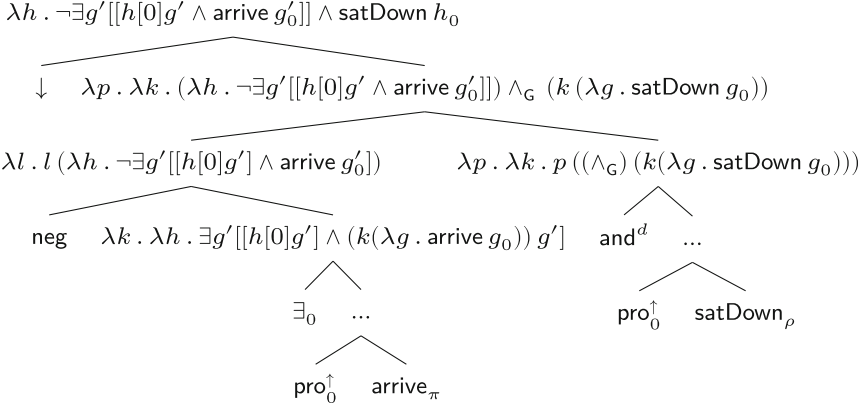 λh . ¬∃g′[[h[0]g′ ∧ arrive g′₀]] ∧ satDown h₀
↓ λp . λk . (λh . ¬∃g′[[h[0]g′ ∧ arrive g′₀]]) ∧_G (k (λg . satDown g₀))
λl . l (λh . ¬∃g′[[h[0]g′] ∧ arrive g′₀]) λp . λk . p ((∧_G) (k(λg . satDown g₀)))
neg λk . λh . ∃g′[[h[0]g′] ∧ (k(λg . arrive g₀)) g′] andᵈ ...
∃₀ ... pro↑₀ satDown_ρ
pro↑₀ arrive_π